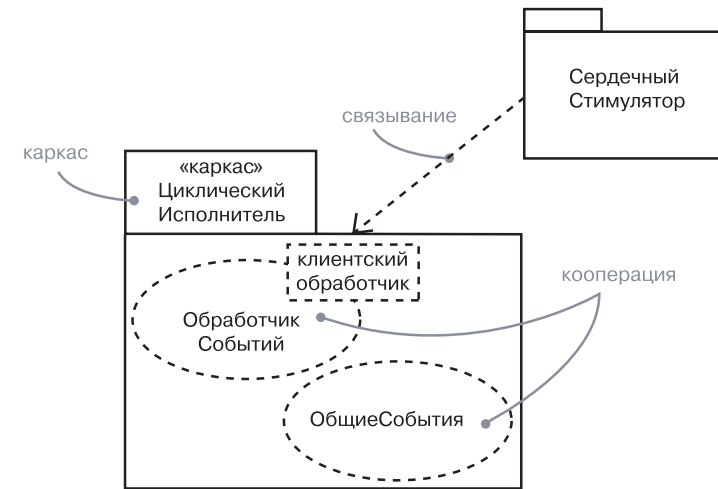 Сердечный
Стимулятор
связывание
каркас
«каркас»
Циклический
Исполнитель
клиентский
обработчик
кооперация
Обработчик
Событий
ОбщиеСобытия